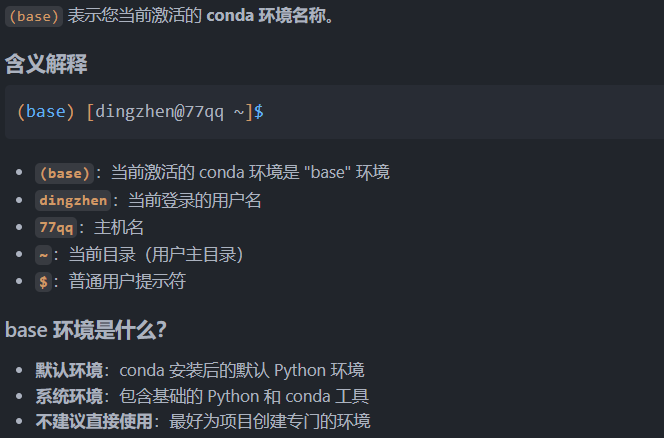 (base) 表示您当前激活的 conda 环境名称。
含义解释
(base) [dingzhen@77qq ~]$
• (base)：当前激活的 conda 环境是 "base" 环境
• dingzhen：当前登录的用户名
• 77qq：主机名
• ~：当前目录（用户主目录）
• $：普通用户提示符
base 环境是什么？
• 默认环境：conda 安装后的默认 Python 环境
• 系统环境：包含基础的 Python 和 conda 工具
• 不建议直接使用：最好为项目创建专门的环境